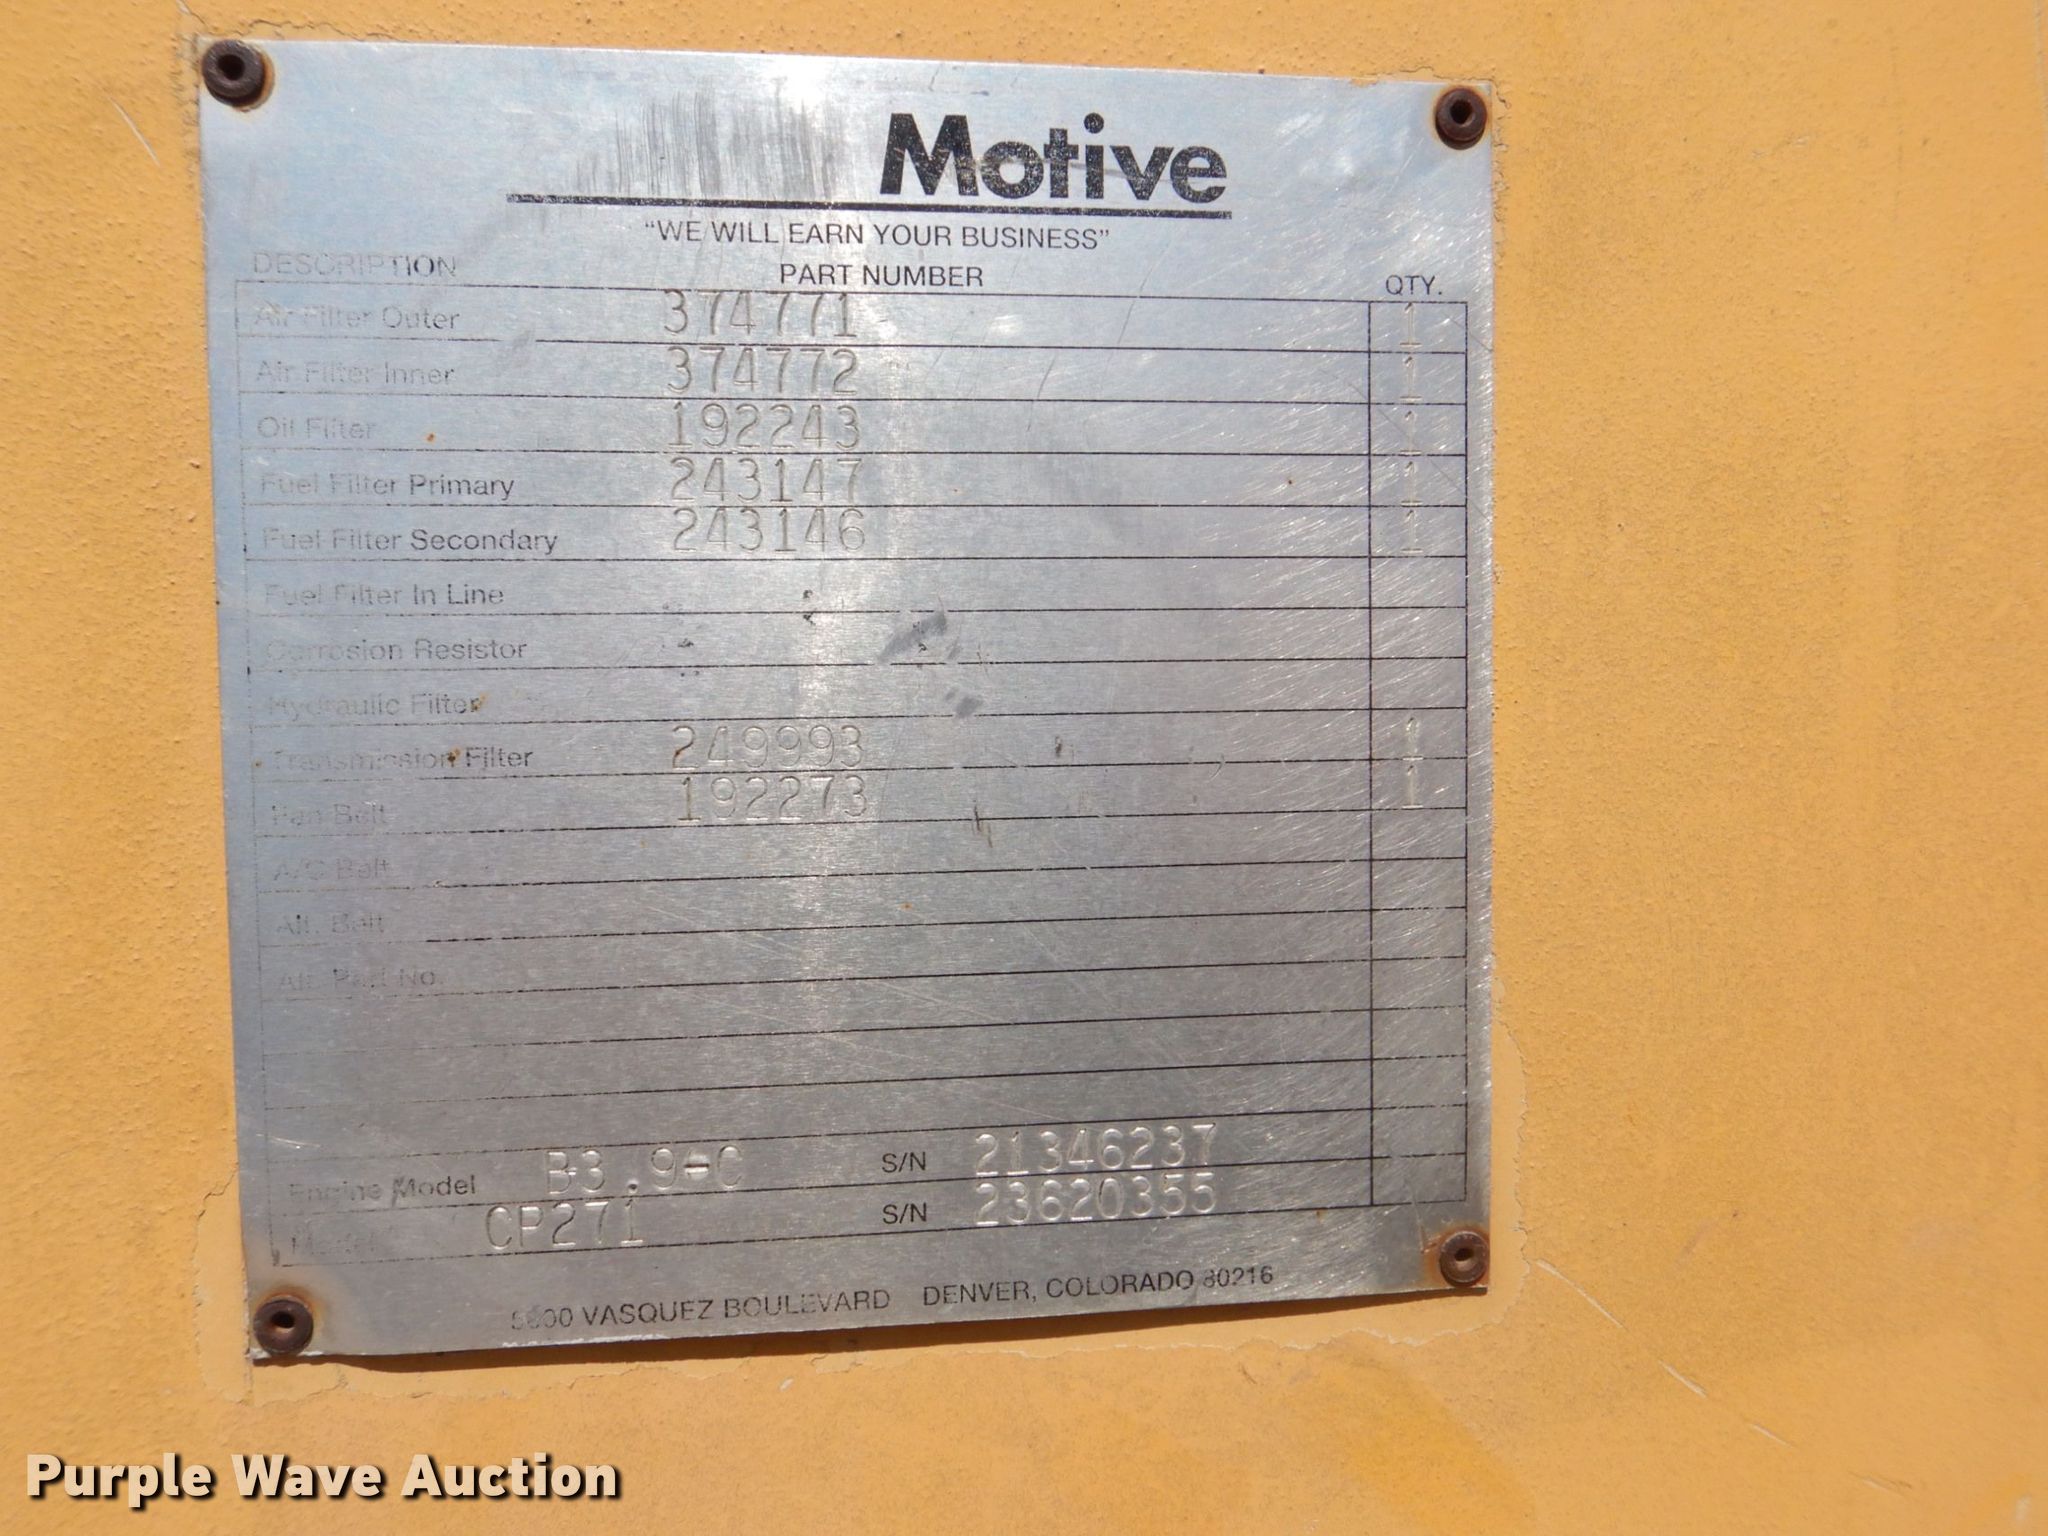 Motive
"WE WILL EARN YOUR BUSINESS"
DESCRIPTION PART NUMBER QTY.
Air Filter Outer 374771 1
Air Filter Inner 374772 1
Oil Filter 192243 1
Fuel Filter Primary 243147 1
Fuel Filter Secondary 243146 1
Fuel Filter In Line
Corrosion Resistor
Hydraulic Filter
Transmission Filter 249993 1
Fan Belt 192273 1
A/C Belt
Alt. Belt
Alt. Part No.
Engine Model B3.9-C S/N 21346237
Model CP271 S/N 23620355
VASQUEZ BOULEVARD DENVER, COLORADO 80216
Purple Wave Auction